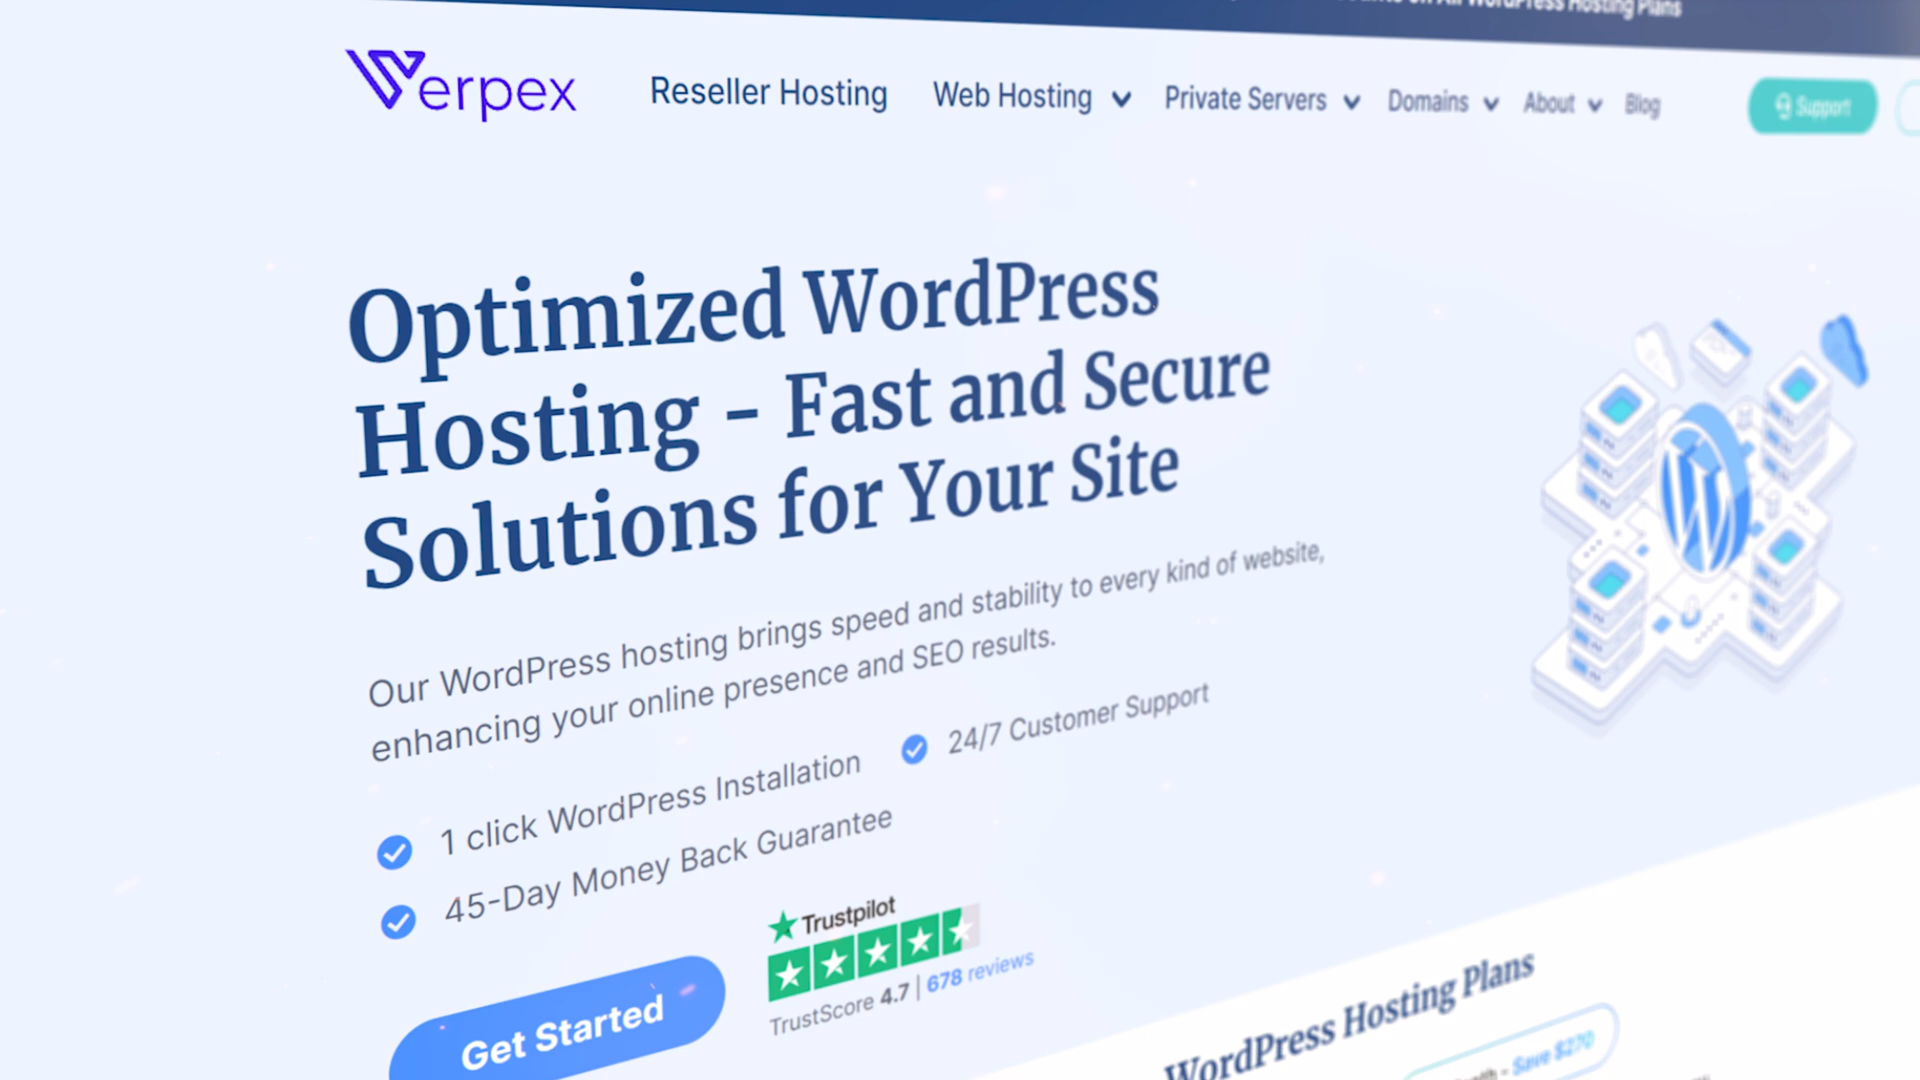 on All WordPress Hosting Plans
Verpex
Reseller Hosting
Web Hosting
Private Servers
Domains
About
Blog
Support
Optimized WordPress
Hosting - Fast and Secure
Solutions for Your Site
Our WordPress hosting brings speed and stability to every kind of website,
enhancing your online presence and SEO results.
1 click WordPress Installation
24/7 Customer Support
45-Day Money Back Guarantee
Get Started
Trustpilot
TrustScore 4.7 | 678 reviews
WordPress Hosting Plans
- Save $270